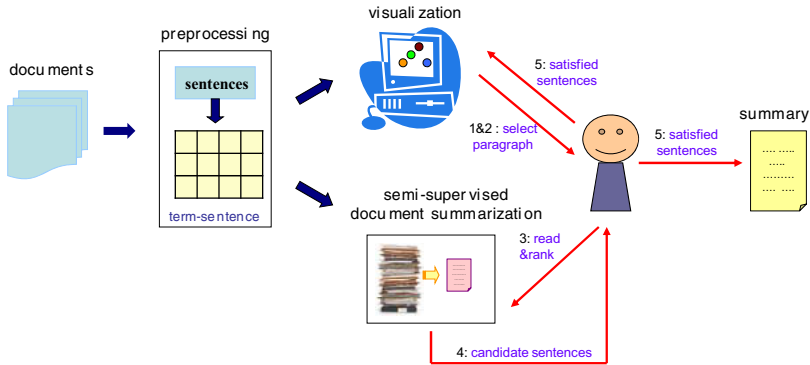 visualization
preprocessing
documents
sentences
term-sentence
5: satisfied
sentences
1&2 : select
paragraph
summary
5: satisfied
sentences
.... .....
.....
.........
.... ....
semi-supervised
document summarization
3: read
&rank
4: candidate sentences